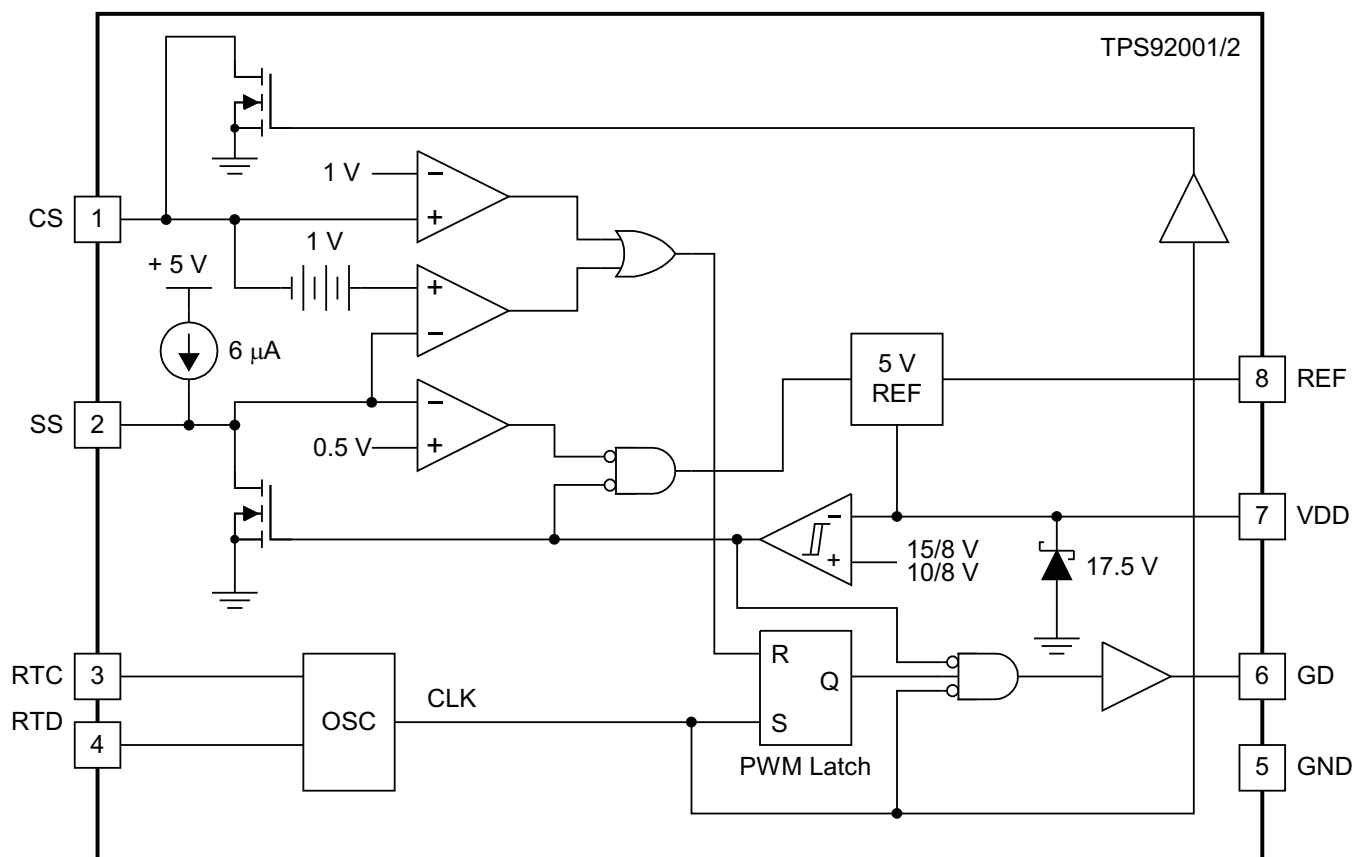 TPS92001/2
1 V
−
+
CS
1
1 V
+ 5 V
+
−
6 μA
5 V
REF
8
REF
SS
2
−
0.5 V
+
7
VDD
−
+
15/8 V
10/8 V
17.5 V
RTC
3
R
Q
6
GD
RTD
4
OSC
CLK
S
PWM Latch
5
GND